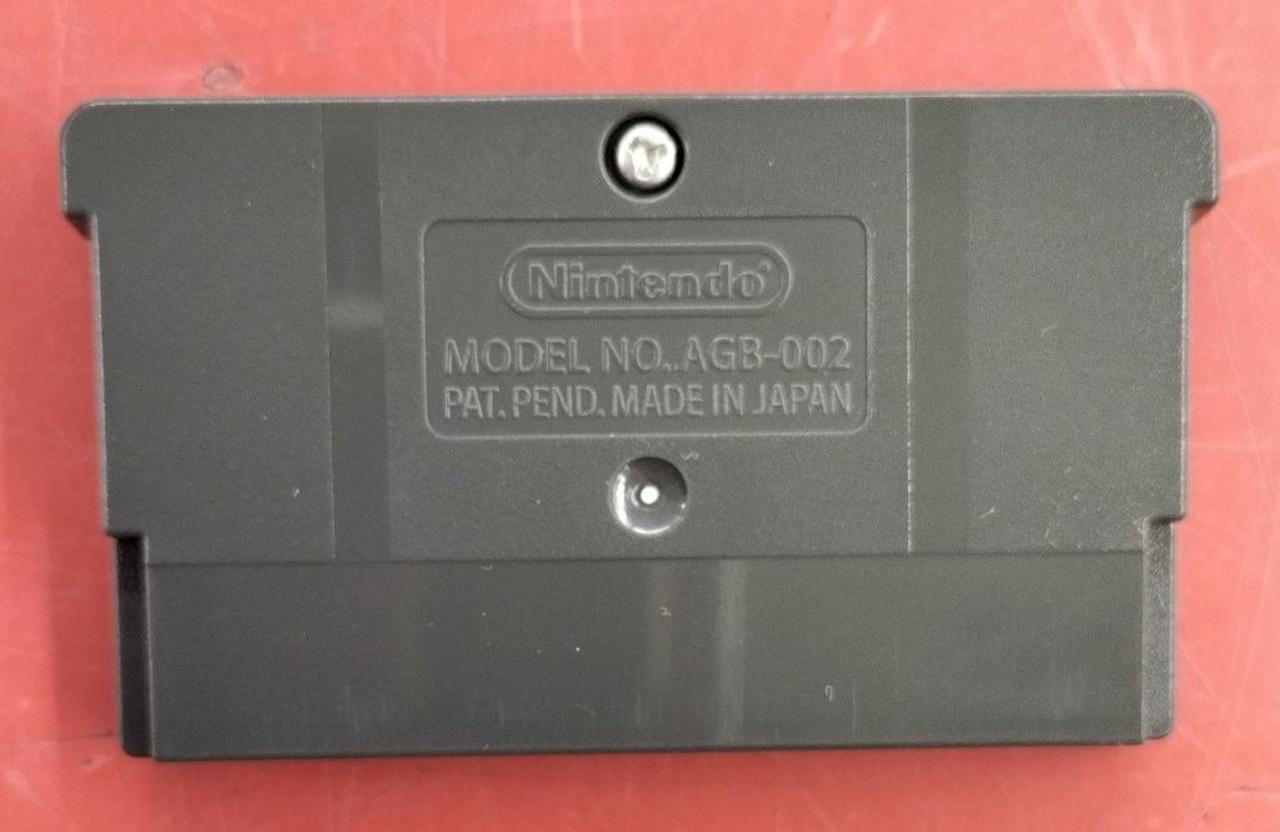 Nintendo®
MODEL NO. AGB-002
PAT. PEND. MADE IN JAPAN